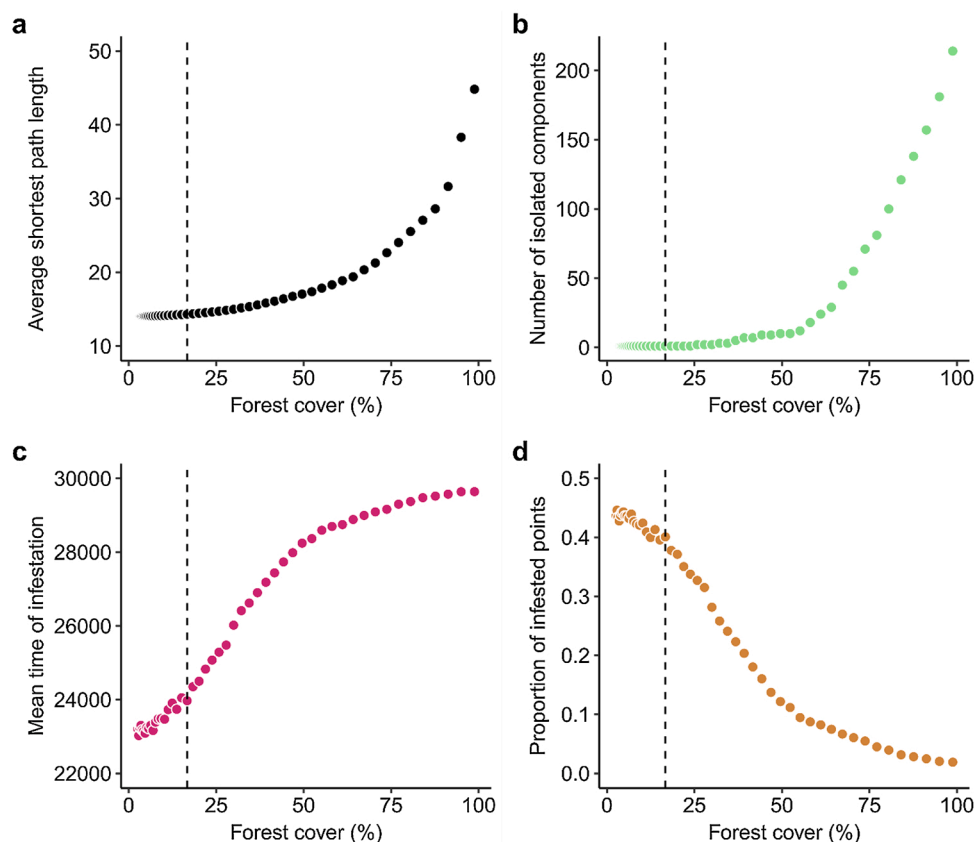 a
Average shortest path length
50
40
30
20
10
0 25 50 75 100
Forest cover (%)
b
Number of isolated components
200
150
100
50
0
0 25 50 75 100
Forest cover (%)
c
Mean time of infestation
30000
28000
26000
24000
22000
0 25 50 75 100
Forest cover (%)
d
Proportion of infested points
0.5
0.4
0.3
0.2
0.1
0.0
0 25 50 75 100
Forest cover (%)